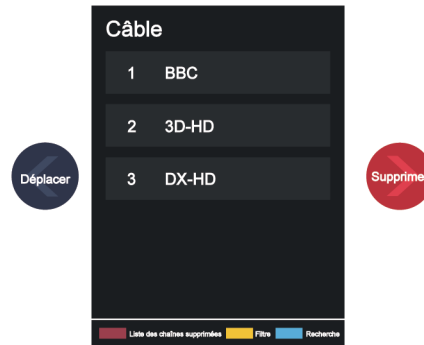 Câble
1 BBC
2 3D-HD
Déplacer
Supprime
3 DX-HD
Liste des chaînes supprimées Filtre Recherche